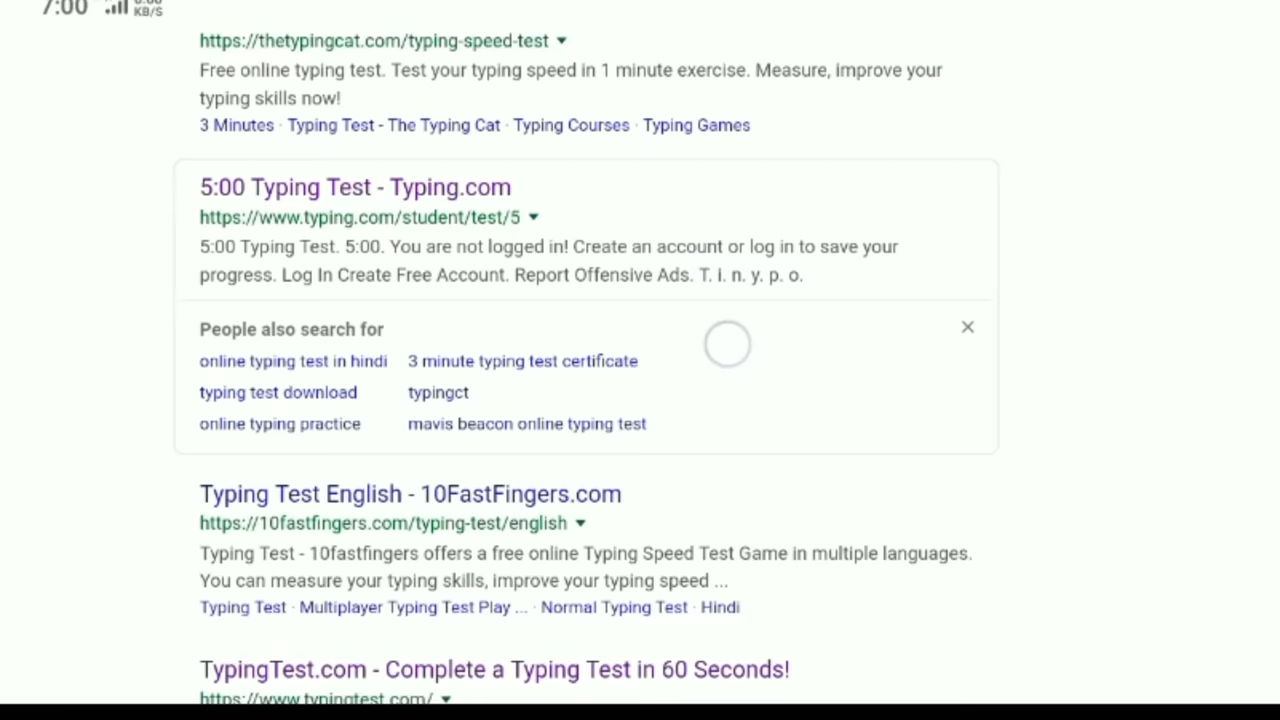 7:00
KB/S
https://thetypingcat.com/typing-speed-test
Free online typing test. Test your typing speed in 1 minute exercise. Measure, improve your
typing skills now!
3 Minutes · Typing Test - The Typing Cat · Typing Courses · Typing Games
5:00 Typing Test - Typing.com
https://www.typing.com/student/test/5
5:00 Typing Test. 5:00. You are not logged in! Create an account or log in to save your
progress. Log In Create Free Account. Report Offensive Ads. T. i. n. y. p. o.
People also search for
online typing test in hindi 3 minute typing test certificate
typing test download typingct
online typing practice mavis beacon online typing test
Typing Test English - 10FastFingers.com
https://10fastfingers.com/typing-test/english
Typing Test - 10fastfingers offers a free online Typing Speed Test Game in multiple languages.
You can measure your typing skills, improve your typing speed ...
Typing Test · Multiplayer Typing Test Play ... · Normal Typing Test · Hindi
TypingTest.com - Complete a Typing Test in 60 Seconds!
https://www.typingtest.com/